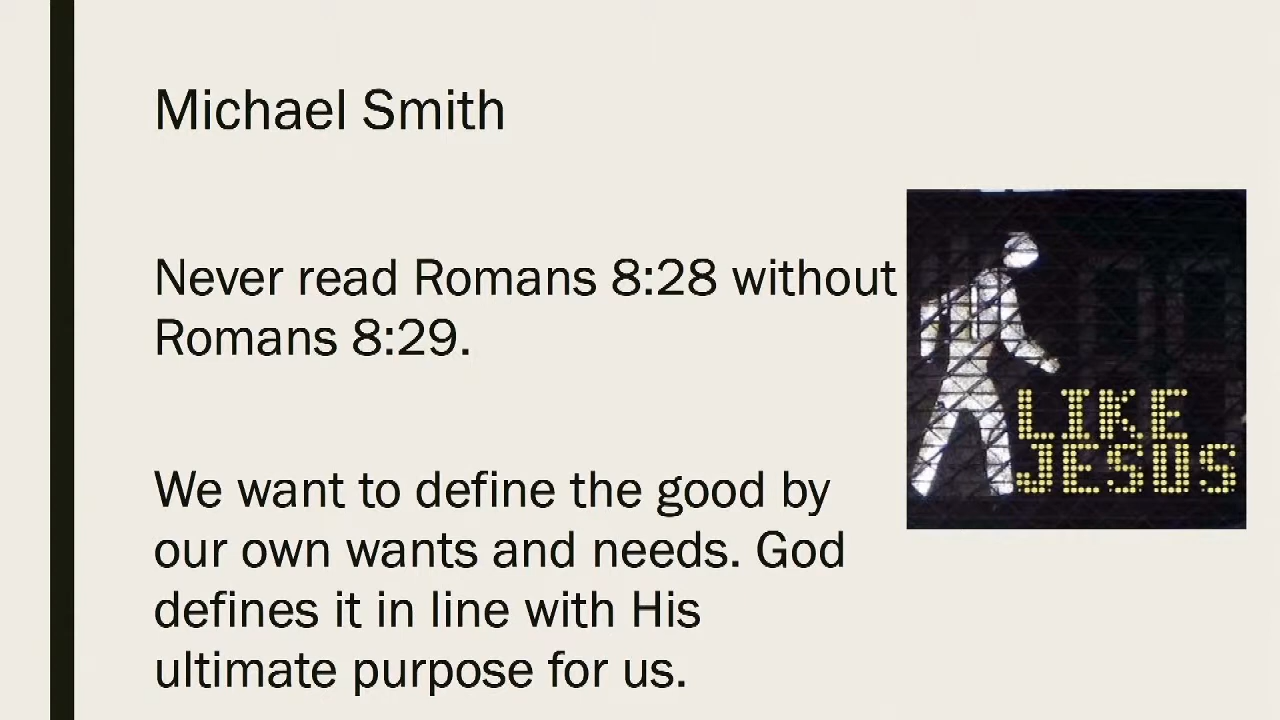 Michael Smith
Never read Romans 8:28 without
Romans 8:29.
We want to define the good by
our own wants and needs. God
defines it in line with His
ultimate purpose for us.
LIKE
JESUS